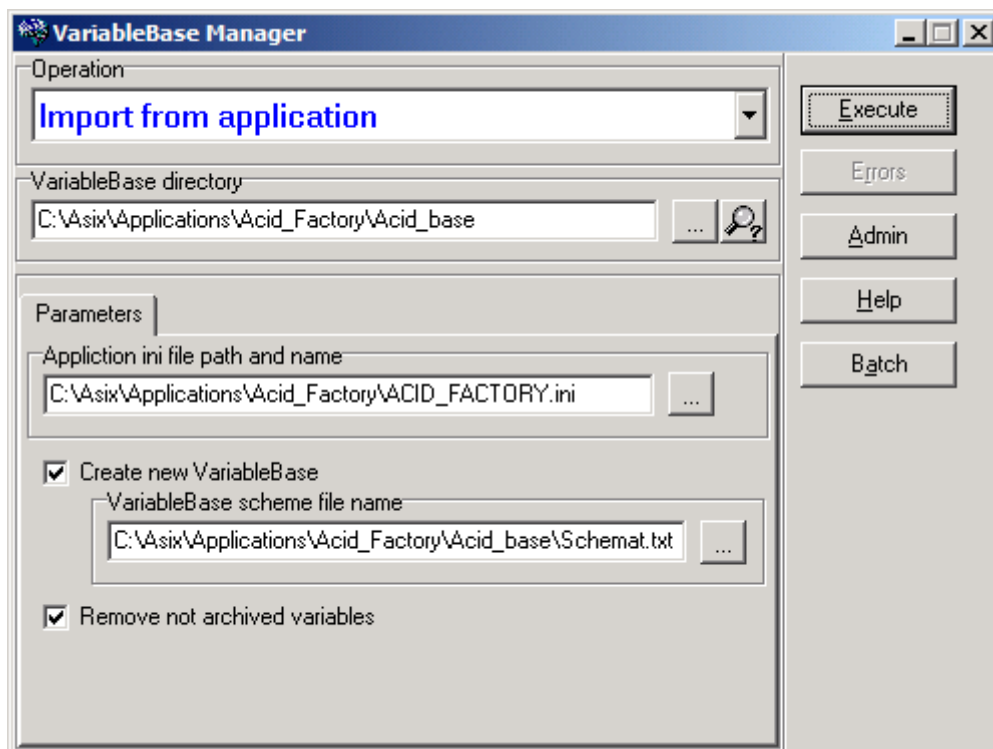 VariableBase Manager
Operation
Import from application
VariableBase directory
C:\Asix\Applications\Acid_Factory\Acid_base
...
Parameters
Appliction ini file path and name
C:\Asix\Applications\Acid_Factory\ACID_FACTORY.ini
...
Create new VariableBase
VariableBase scheme file name
C:\Asix\Applications\Acid_Factory\Acid_base\Schemat.txt
...
Remove not archived variables
Execute
Errors
Admin
Help
Batch